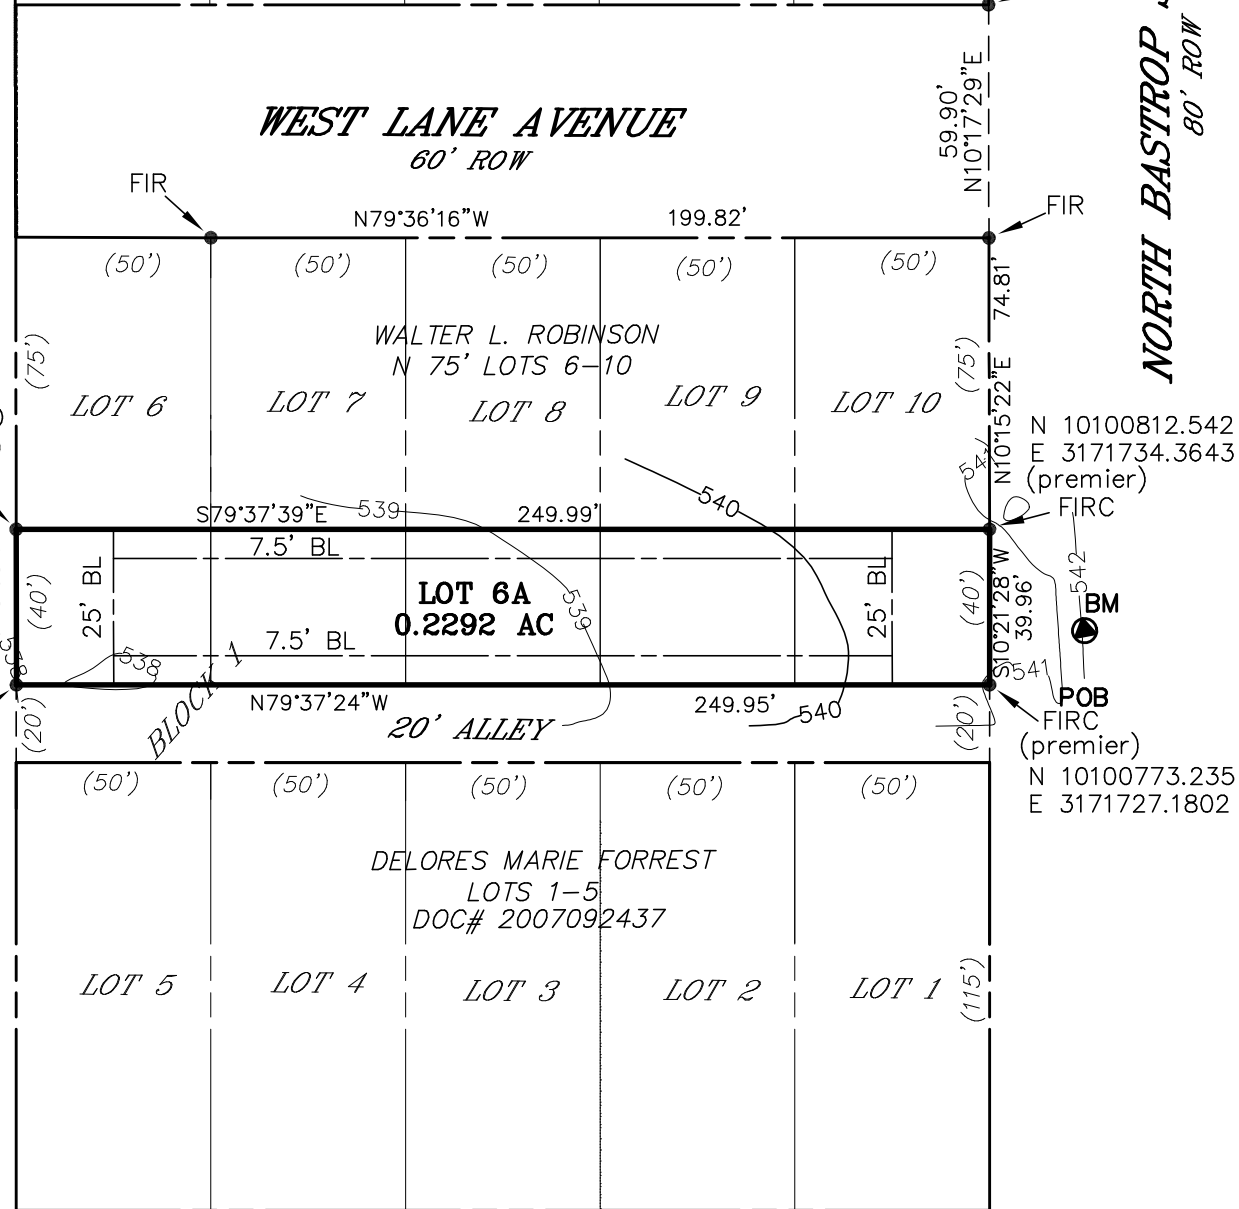 WEST LANE AVENUE
60' ROW
59.90'
N10°17'29"E
NORTH BASTROP
80' ROW
FIR
N79°36'16"W
199.82'
FIR
(50')
(50')
(50')
(50')
(50')
74.81'
N10°15'22"E
(75')
(75')
WALTER L. ROBINSON
N 75' LOTS 6-10
LOT 6
LOT 7
LOT 8
LOT 9
LOT 10
N 10100812.542
E 3171734.3643
(premier)
FIRC
540
S79°37'39"E
539
249.99'
7.5' BL
25' BL
(40')
LOT 6A
0.2292 AC
539
25' BL
(40')
S10°21'28"W
39.96'
542
BM
7.5' BL
538
538
541
POB
FIRC
(premier)
N79°37'24"W
249.95'
540
(20')
BLOCK 1
20' ALLEY
(20')
N 10100773.235
E 3171727.1802
(50')
(50')
(50')
(50')
(50')
DELORES MARIE FORREST
LOTS 1-5
DOC# 2007092437
LOT 5
LOT 4
LOT 3
LOT 2
LOT 1
(115')